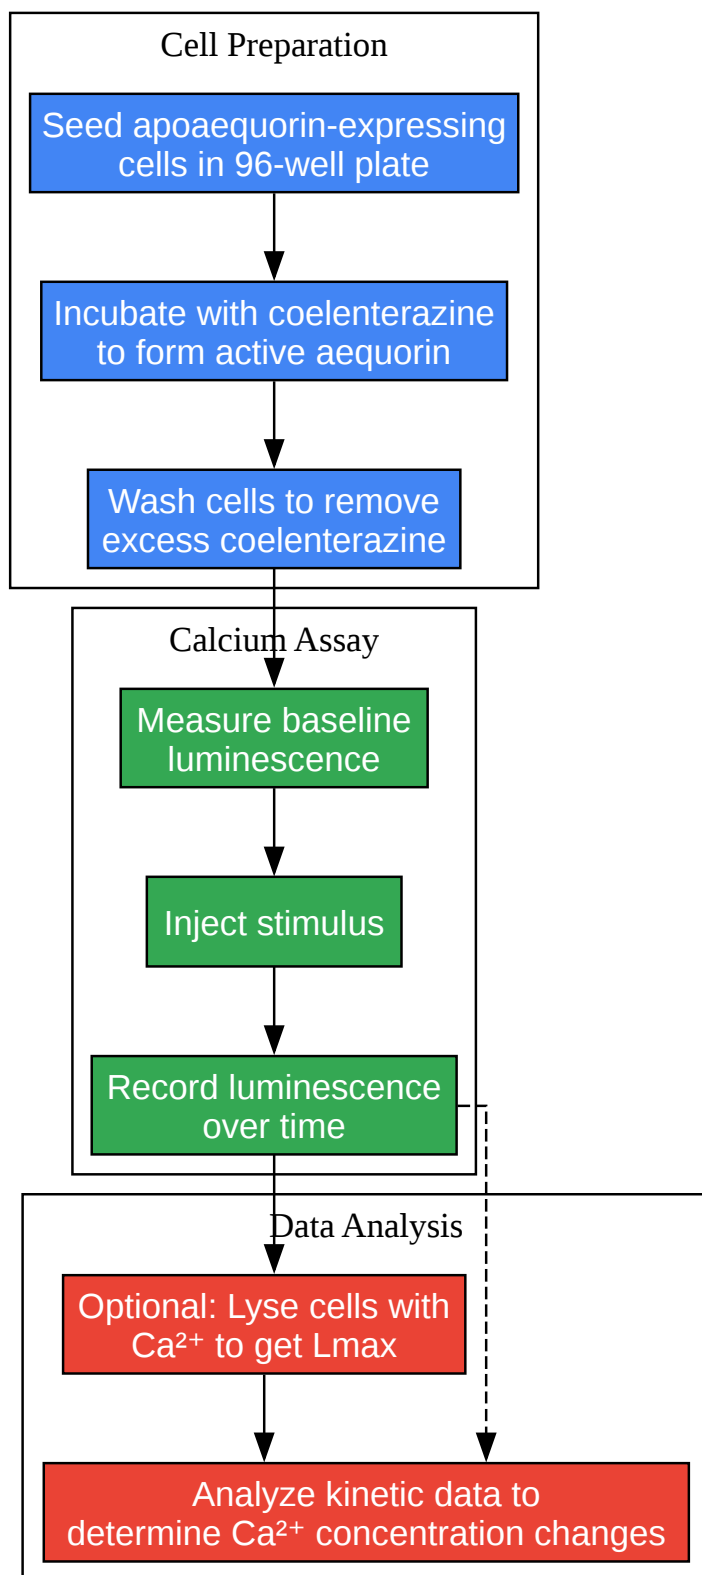 Cell Preparation
Seed apoaequorin-expressing
cells in 96-well plate
Incubate with coelenterazine
to form active aequorin
Wash cells to remove
excess coelenterazine
Calcium Assay
Measure baseline
luminescence
Inject stimulus
Record luminescence
over time
Data Analysis
Optional: Lyse cells with
Ca²⁺ to get Lmax
Analyze kinetic data to
determine Ca²⁺ concentration changes